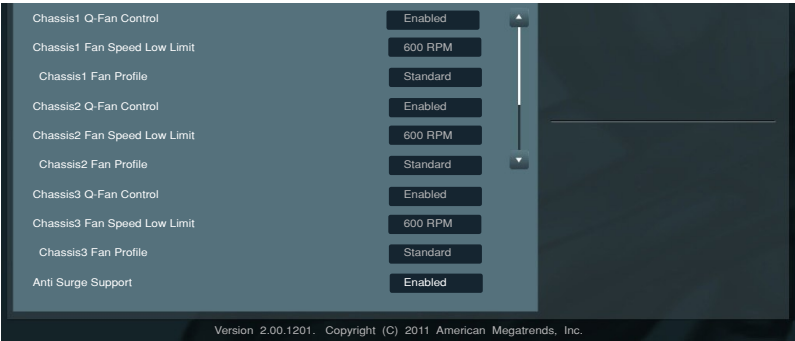 Chassis1 Q-Fan Control Enabled
Chassis1 Fan Speed Low Limit 600 RPM
Chassis1 Fan Profile Standard
Chassis2 Q-Fan Control Enabled
Chassis2 Fan Speed Low Limit 600 RPM
Chassis2 Fan Profile Standard
Chassis3 Q-Fan Control Enabled
Chassis3 Fan Speed Low Limit 600 RPM
Chassis3 Fan Profile Standard
Anti Surge Support Enabled
Version 2.00.1201. Copyright (C) 2011 American Megatrends, Inc.